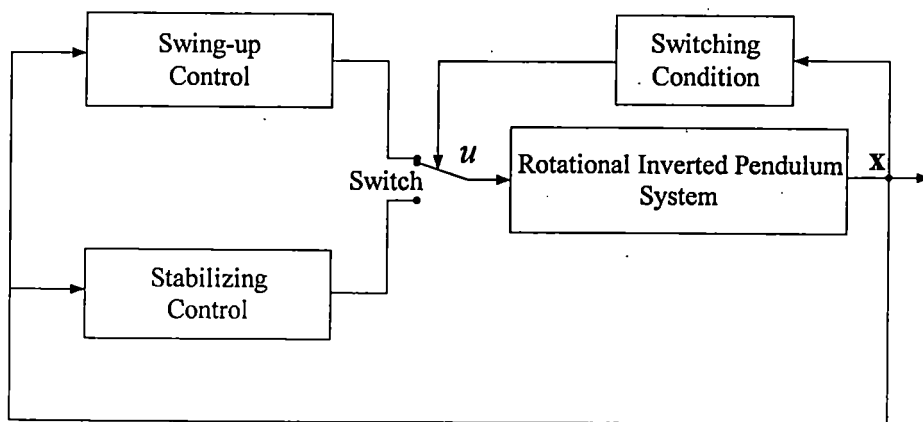 Swing-up
Control
Switching
Condition
u
Rotational Inverted Pendulum
System
x
Switch
Stabilizing
Control